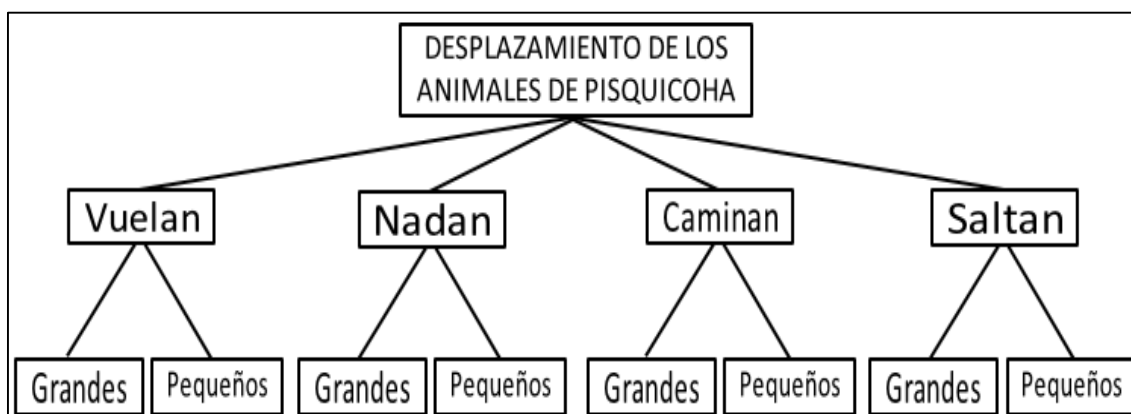 DESPLAZAMIENTO DE LOS
ANIMALES DE PISQUICOHA
Vuelan
Nadan
Caminan
Saltan
Grandes
Pequeños
Grandes
Pequeños
Grandes
Pequeños
Grandes
Pequeños